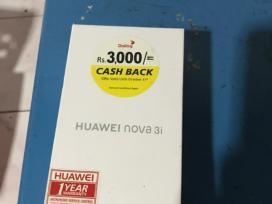 Rs. 3,000/=
CASH BACK
HUAWEI nova 3i
HUAWEI
1 YEAR
WARRANTY